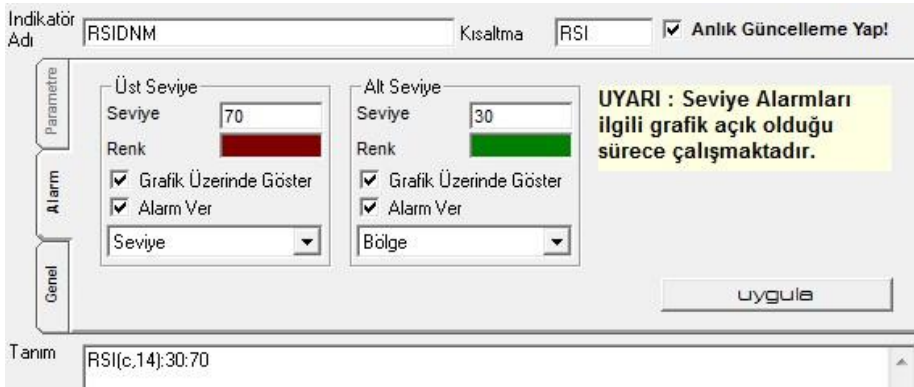 Indikatör Adı RSIDNM Kısaltma RSI Anlık Güncelleme Yap!
Parametre
Alarm
Genel
Üst Seviye
Seviye 70
Renk
Grafik Üzerinde Göster
Alarm Ver
Seviye
Alt Seviye
Seviye 30
Renk
Grafik Üzerinde Göster
Alarm Ver
Bölge
UYARI : Seviye Alarmları
ilgili grafik açık olduğu
sürece çalışmaktadır.
uygula
Tanım RSI(c,14):30:70